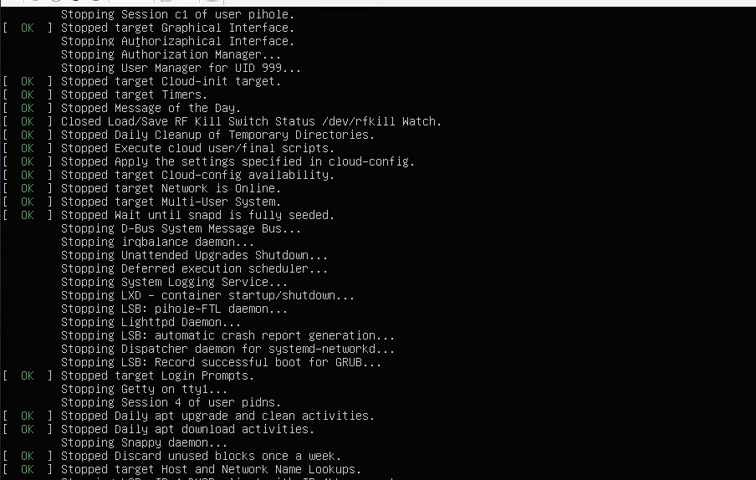 Stopping Session c1 of user pihole.
[  OK  ] Stopped target Graphical Interface.
Stopping Authorizaphical Interface.
Stopping Authorization Manager...
Stopping User Manager for UID 999...
[  OK  ] Stopped target Cloud-init target.
[  OK  ] Stopped target Timers.
[  OK  ] Stopped Message of the Day.
[  OK  ] Closed Load/Save RF Kill Switch Status /dev/rfkill Watch.
[  OK  ] Stopped Daily Cleanup of Temporary Directories.
[  OK  ] Stopped Execute cloud user/final scripts.
[  OK  ] Stopped Apply the settings specified in cloud-config.
[  OK  ] Stopped target Cloud-config availability.
[  OK  ] Stopped target Network is Online.
[  OK  ] Stopped target Multi-User System.
[  OK  ] Stopped Wait until snapd is fully seeded.
Stopping D-Bus System Message Bus...
Stopping irqbalance daemon...
Stopping Unattended Upgrades Shutdown...
Stopping Deferred execution scheduler...
Stopping System Logging Service...
Stopping LXD - container startup/shutdown...
Stopping LSB: pihole-FTL daemon...
Stopping Lighttpd Daemon...
Stopping LSB: automatic crash report generation...
Stopping Dispatcher daemon for systemd-networkd...
Stopping LSB: Record successful boot for GRUB...
[  OK  ] Stopped target Login Prompts.
Stopping Getty on tty1...
Stopping Session 4 of user pidns.
[  OK  ] Stopped Daily apt upgrade and clean activities.
[  OK  ] Stopped Daily apt download activities.
Stopping Snappy daemon...
[  OK  ] Stopped Discard unused blocks once a week.
[  OK  ] Stopped target Host and Network Name Lookups.